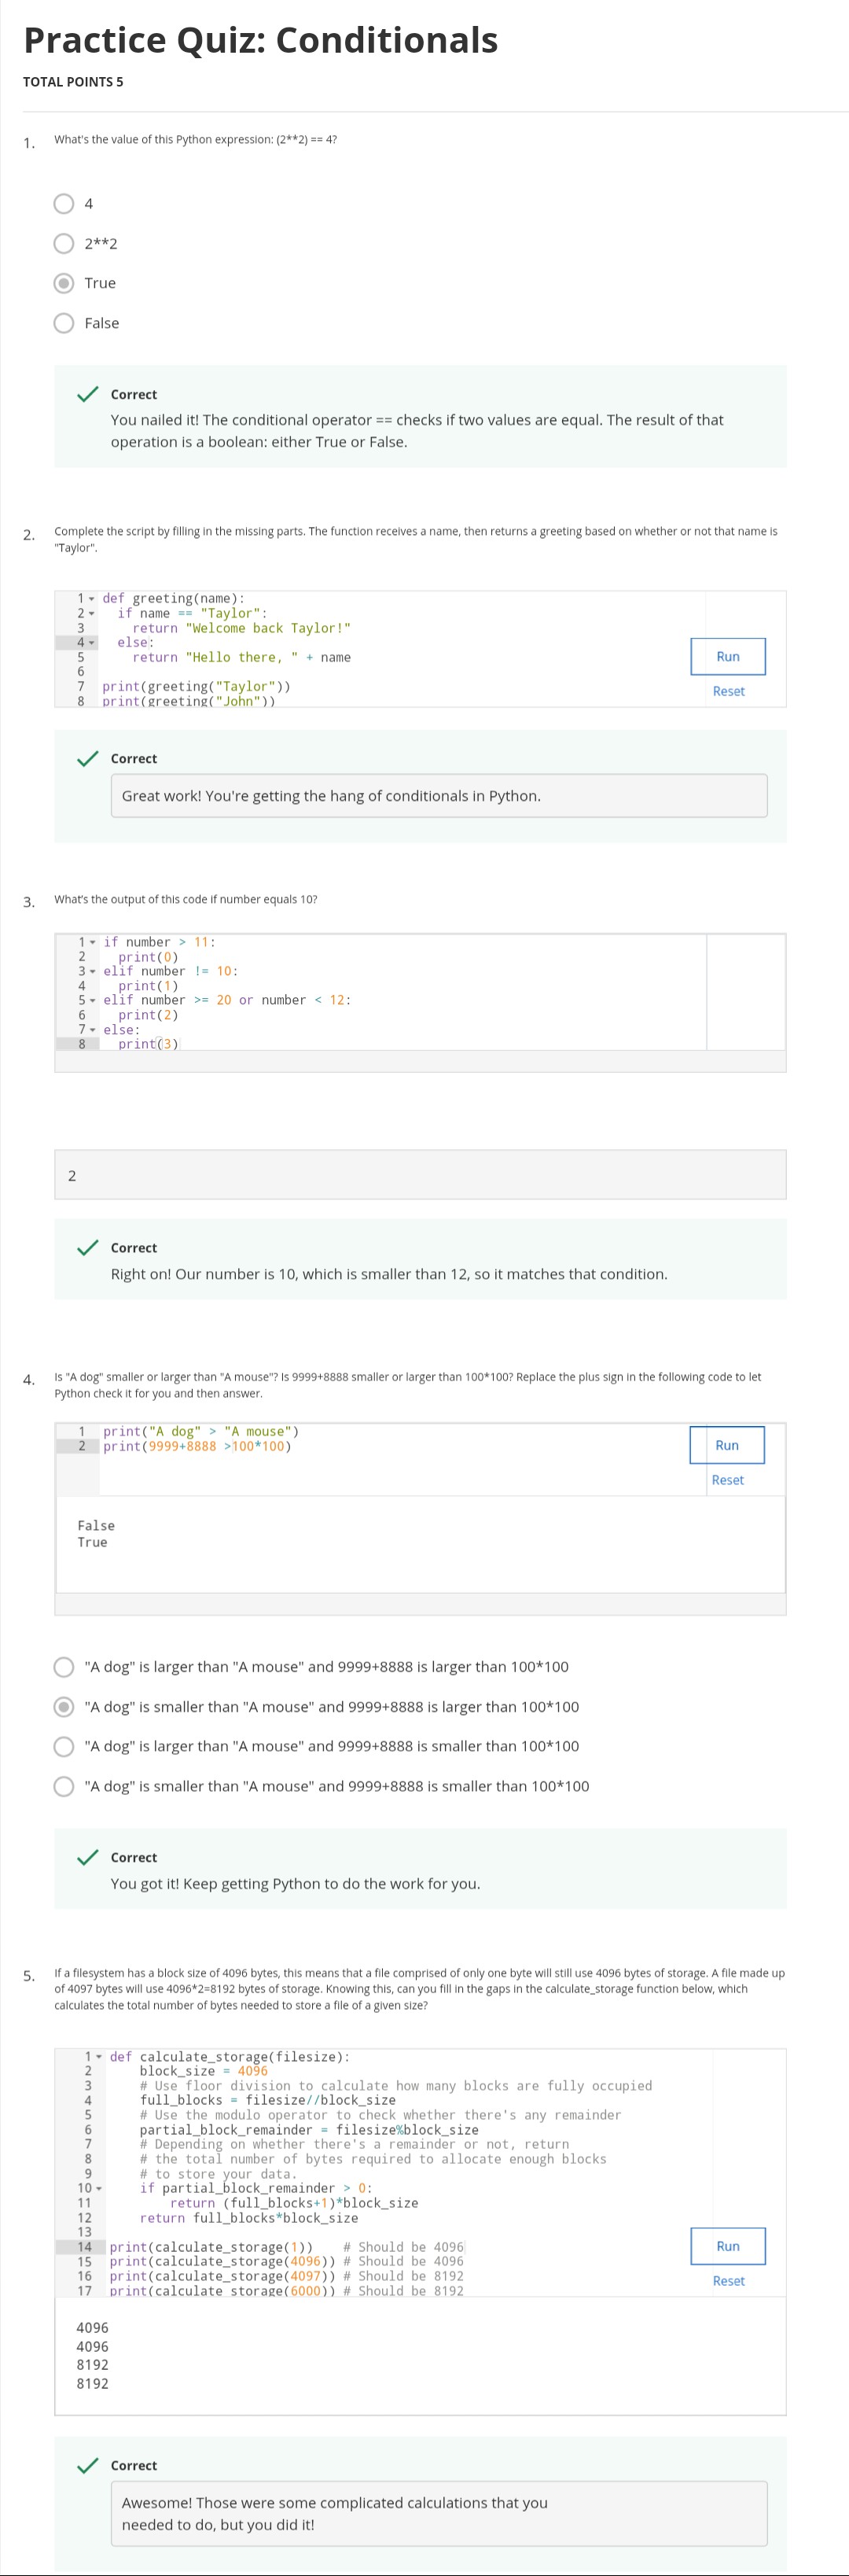 Practice Quiz: Conditionals
TOTAL POINTS 5
1. What's the value of this Python expression: (2**2) == 4?
4
2**2
True
False
Correct
You nailed it! The conditional operator == checks if two values are equal. The result of that
operation is a boolean: either True or False.
2. Complete the script by filling in the missing parts. The function receives a name, then returns a greeting based on whether or not that name is
"Taylor".
1 def greeting(name):
2   if name == "Taylor":
3     return "Welcome back Taylor!"
4   else:
5     return "Hello there, " + name
6
7 print(greeting("Taylor"))
8 print(greeting("John"))
Run
Reset
Correct
Great work! You're getting the hang of conditionals in Python.
3. What's the output of this code if number equals 10?
1 if number > 11:
2   print(0)
3 elif number != 10:
4   print(1)
5 elif number >= 20 or number < 12:
6   print(2)
7 else:
8   print(3)
2
Correct
Right on! Our number is 10, which is smaller than 12, so it matches that condition.
4. Is "A dog" smaller or larger than "A mouse"? Is 9999+8888 smaller or larger than 100*100? Replace the plus sign in the following code to let
Python check it for you and then answer.
1 print("A dog" > "A mouse")
2 print(9999+8888 >100*100)
Run
Reset
False
True
"A dog" is larger than "A mouse" and 9999+8888 is larger than 100*100
"A dog" is smaller than "A mouse" and 9999+8888 is larger than 100*100
"A dog" is larger than "A mouse" and 9999+8888 is smaller than 100*100
"A dog" is smaller than "A mouse" and 9999+8888 is smaller than 100*100
Correct
You got it! Keep getting Python to do the work for you.
5. If a filesystem has a block size of 4096 bytes, this means that a file comprised of only one byte will still use 4096 bytes of storage. A file made up
of 4097 bytes will use 4096*2=8192 bytes of storage. Knowing this, can you fill in the gaps in the calculate_storage function below, which
calculates the total number of bytes needed to store a file of a given size?
1 def calculate_storage(filesize):
2     block_size = 4096
3     # Use floor division to calculate how many blocks are fully occupied
4     full_blocks = filesize//block_size
5     # Use the modulo operator to check whether there's any remainder
6     partial_block_remainder = filesize%block_size
7     # Depending on whether there's a remainder or not, return
8     # the total number of bytes required to allocate enough blocks
9     # to store your data.
10     if partial_block_remainder > 0:
11         return (full_blocks+1)*block_size
12     return full_blocks*block_size
13
14 print(calculate_storage(1))    # Should be 4096
15 print(calculate_storage(4096)) # Should be 4096
16 print(calculate_storage(4097)) # Should be 8192
17 print(calculate_storage(6000)) # Should be 8192
Run
Reset
4096
4096
8192
8192
Correct
Awesome! Those were some complicated calculations that you
needed to do, but you did it!